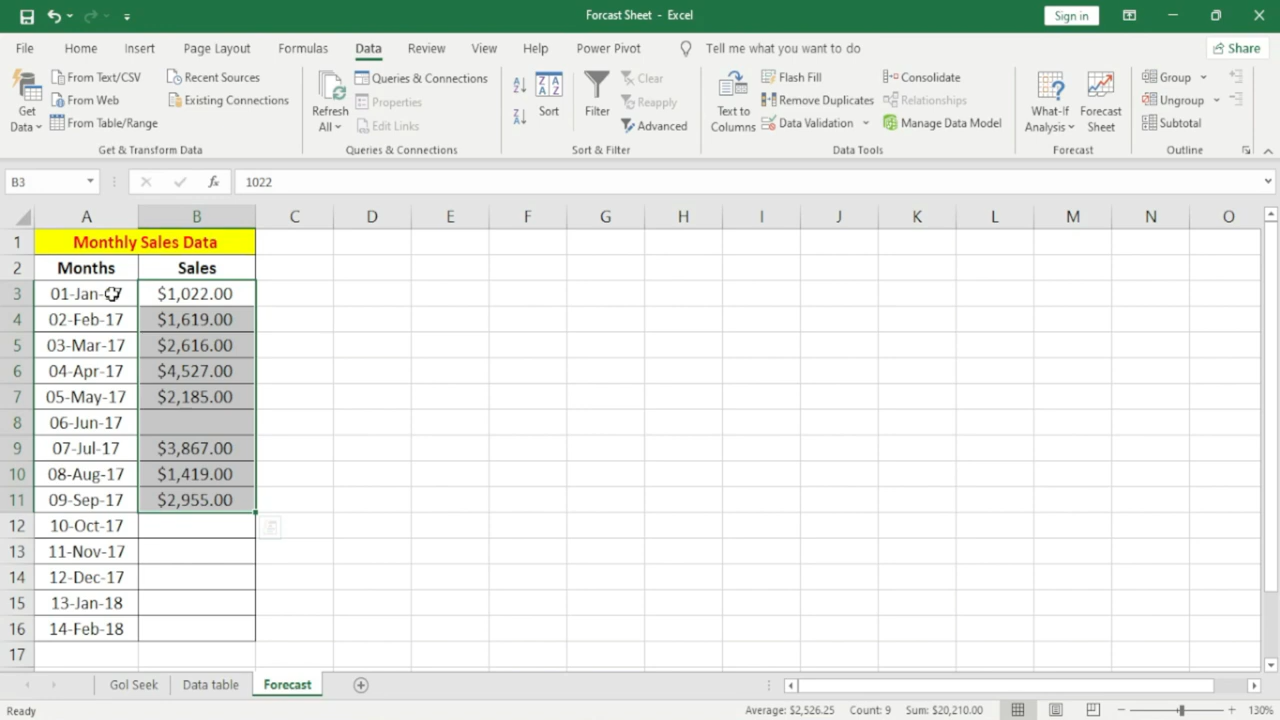 Forcast Sheet - Excel
Sign in
File Home Insert Page Layout Formulas Data Review View Help Power Pivot Tell me what you want to do Share
Get Data
From Text/CSV
From Web
From Table/Range
Recent Sources
Existing Connections
Get & Transform Data
Refresh All
Queries & Connections
Properties
Edit Links
Queries & Connections
Sort
Filter
Clear
Reapply
Advanced
Sort & Filter
Text to Columns
Flash Fill
Remove Duplicates
Data Validation
Consolidate
Relationships
Manage Data Model
Data Tools
What-If Analysis
Forecast Sheet
Forecast
Group
Ungroup
Subtotal
Outline
B3 fx 1022
A B C D E F G H I J K L M N O
1 Monthly Sales Data
2 Months Sales
3 01-Jan-17 $1,022.00
4 02-Feb-17 $1,619.00
5 03-Mar-17 $2,616.00
6 04-Apr-17 $4,527.00
7 05-May-17 $2,185.00
8 06-Jun-17
9 07-Jul-17 $3,867.00
10 08-Aug-17 $1,419.00
11 09-Sep-17 $2,955.00
12 10-Oct-17
13 11-Nov-17
14 12-Dec-17
15 13-Jan-18
16 14-Feb-18
17
Gol Seek Data table Forecast
Ready Average: $2,526.25 Count: 9 Sum: $20,210.00 130%